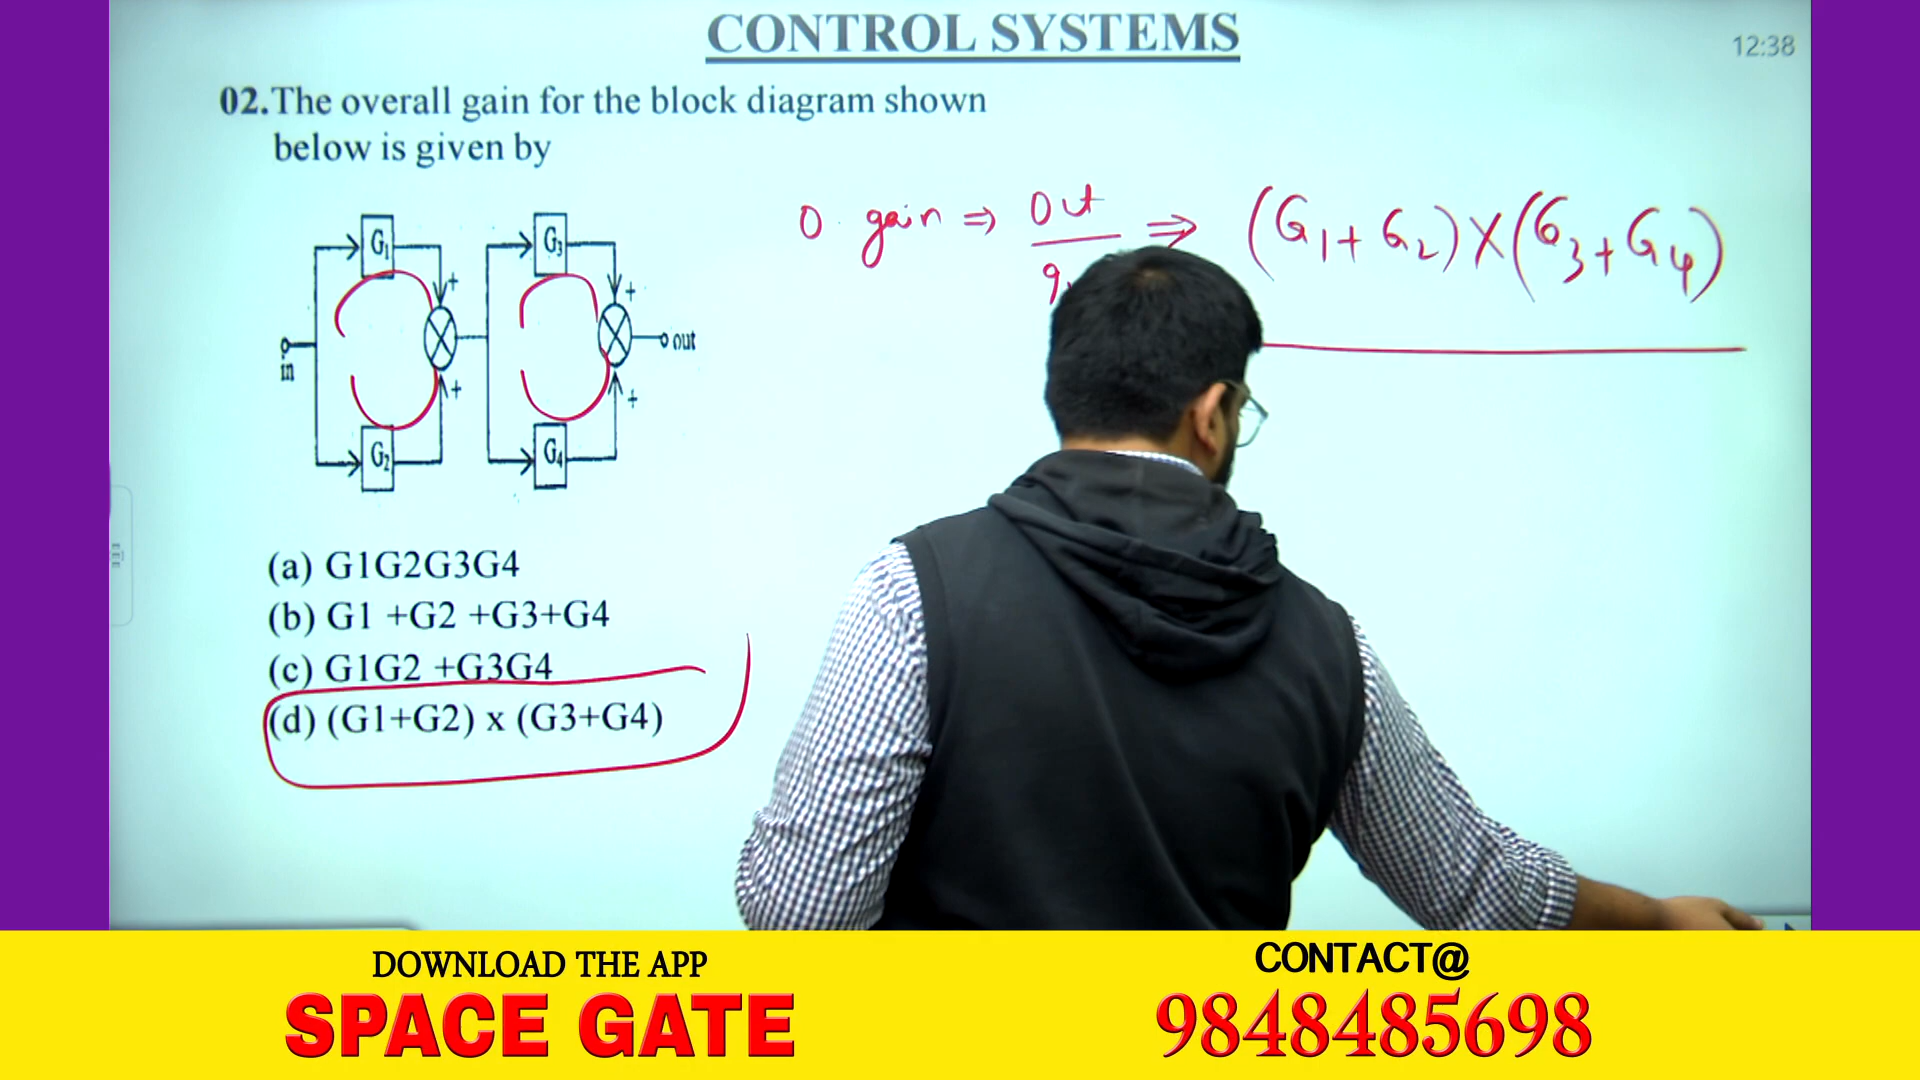 CONTROL SYSTEMS
12:38
02.The overall gain for the block diagram shown
below is given by
O. gain ⇒ Out ⇒ (G1+G2)X(G3+G4)
G1
G3
+
+
in
out
+
+
G2
G4
(a) G1G2G3G4
(b) G1 +G2 +G3+G4
(c) G1G2 +G3G4
(d) (G1+G2) x (G3+G4)
DOWNLOAD THE APP
SPACE GATE
CONTACT@
9848485698